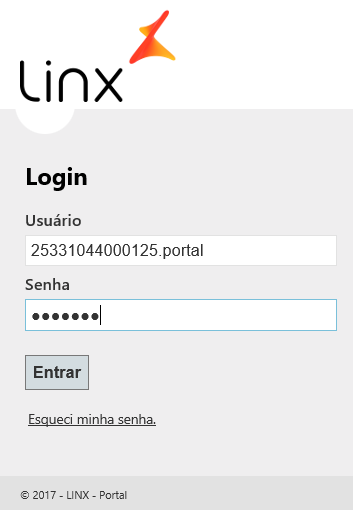 Linx
Login
Usuário
25331044000125.portal
Senha
●●●●●●●
Entrar
Esqueci minha senha.
© 2017 - LINX - Portal